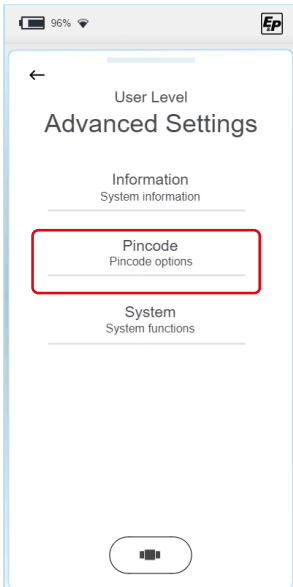 96%
EP
User Level
Advanced Settings
Information
System information
Pincode
Pincode options
System
System functions